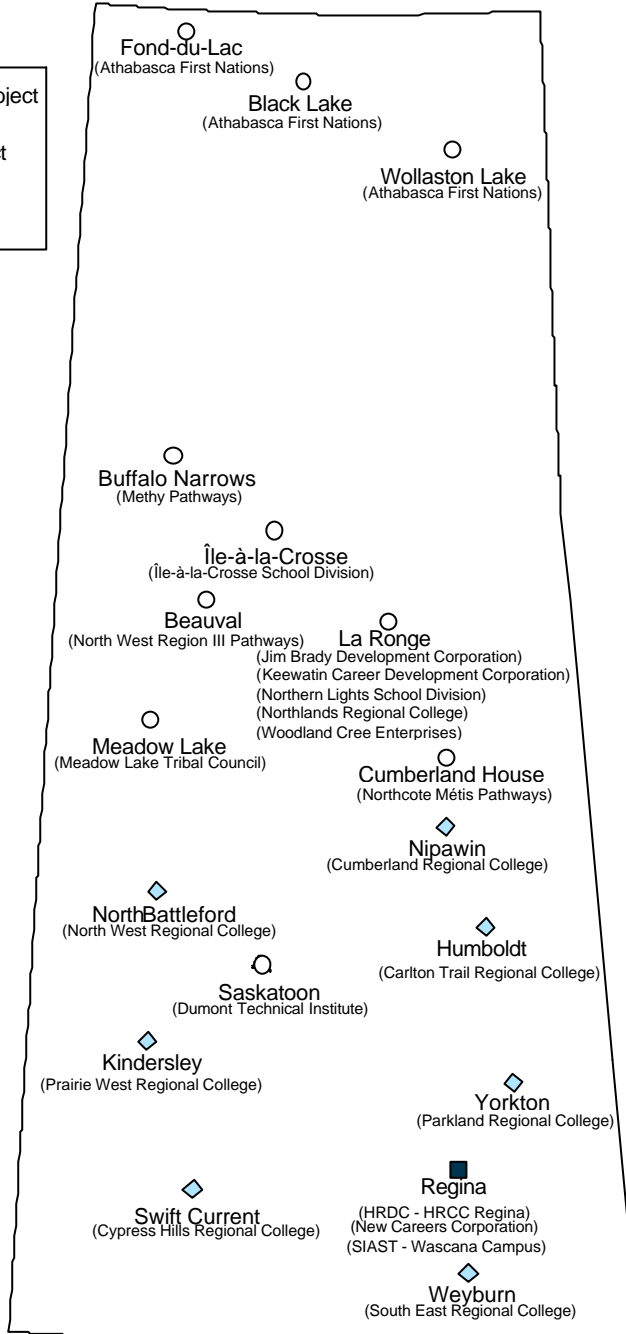 Fond-du-Lac
(Athabasca First Nations)
Black Lake
(Athabasca First Nations)
Wollaston Lake
(Athabasca First Nations)
Buffalo Narrows
(Methy Pathways)
Île-à-la-Crosse
(Île-à-la-Crosse School Division)
Beauval
(North West Region III Pathways)
La Ronge
(Jim Brady Development Corporation)
(Keewatin Career Development Corporation)
(Northern Lights School Division)
(Northlands Regional College)
(Woodland Cree Enterprises)
Meadow Lake
(Meadow Lake Tribal Council)
Cumberland House
(Northcote Métis Pathways)
Nipawin
(Cumberland Regional College)
NorthBattleford
(North West Regional College)
Humboldt
(Carlton Trail Regional College)
Saskatoon
(Dumont Technical Institute)
Kindersley
(Prairie West Regional College)
Yorkton
(Parkland Regional College)
Regina
(HRDC - HRCC Regina)
(New Careers Corporation)
(SIAST - Wascana Campus)
Swift Current
(Cypress Hills Regional College)
Weyburn
(South East Regional College)